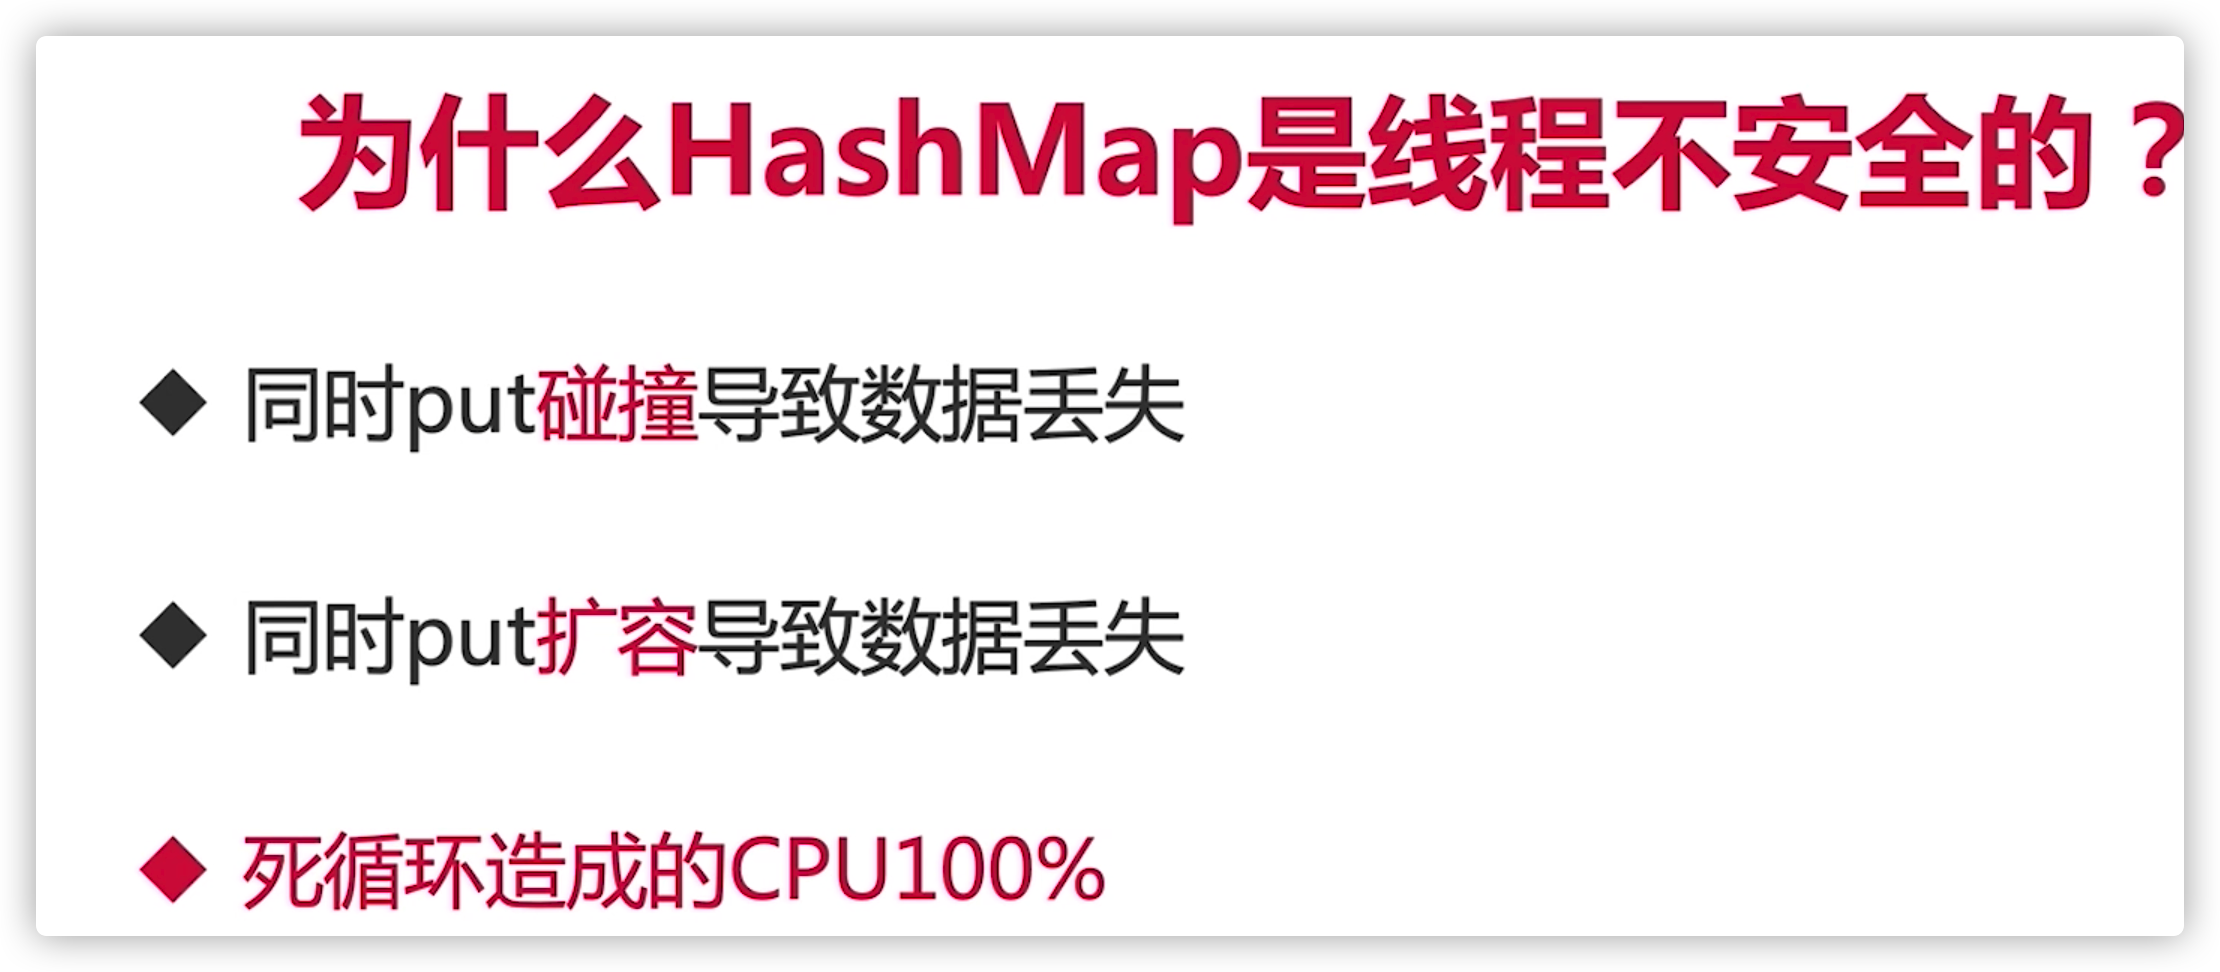 为什么HashMap是线程不安全的？
同时put碰撞导致数据丢失
同时put扩容导致数据丢失
死循环造成的CPU100%